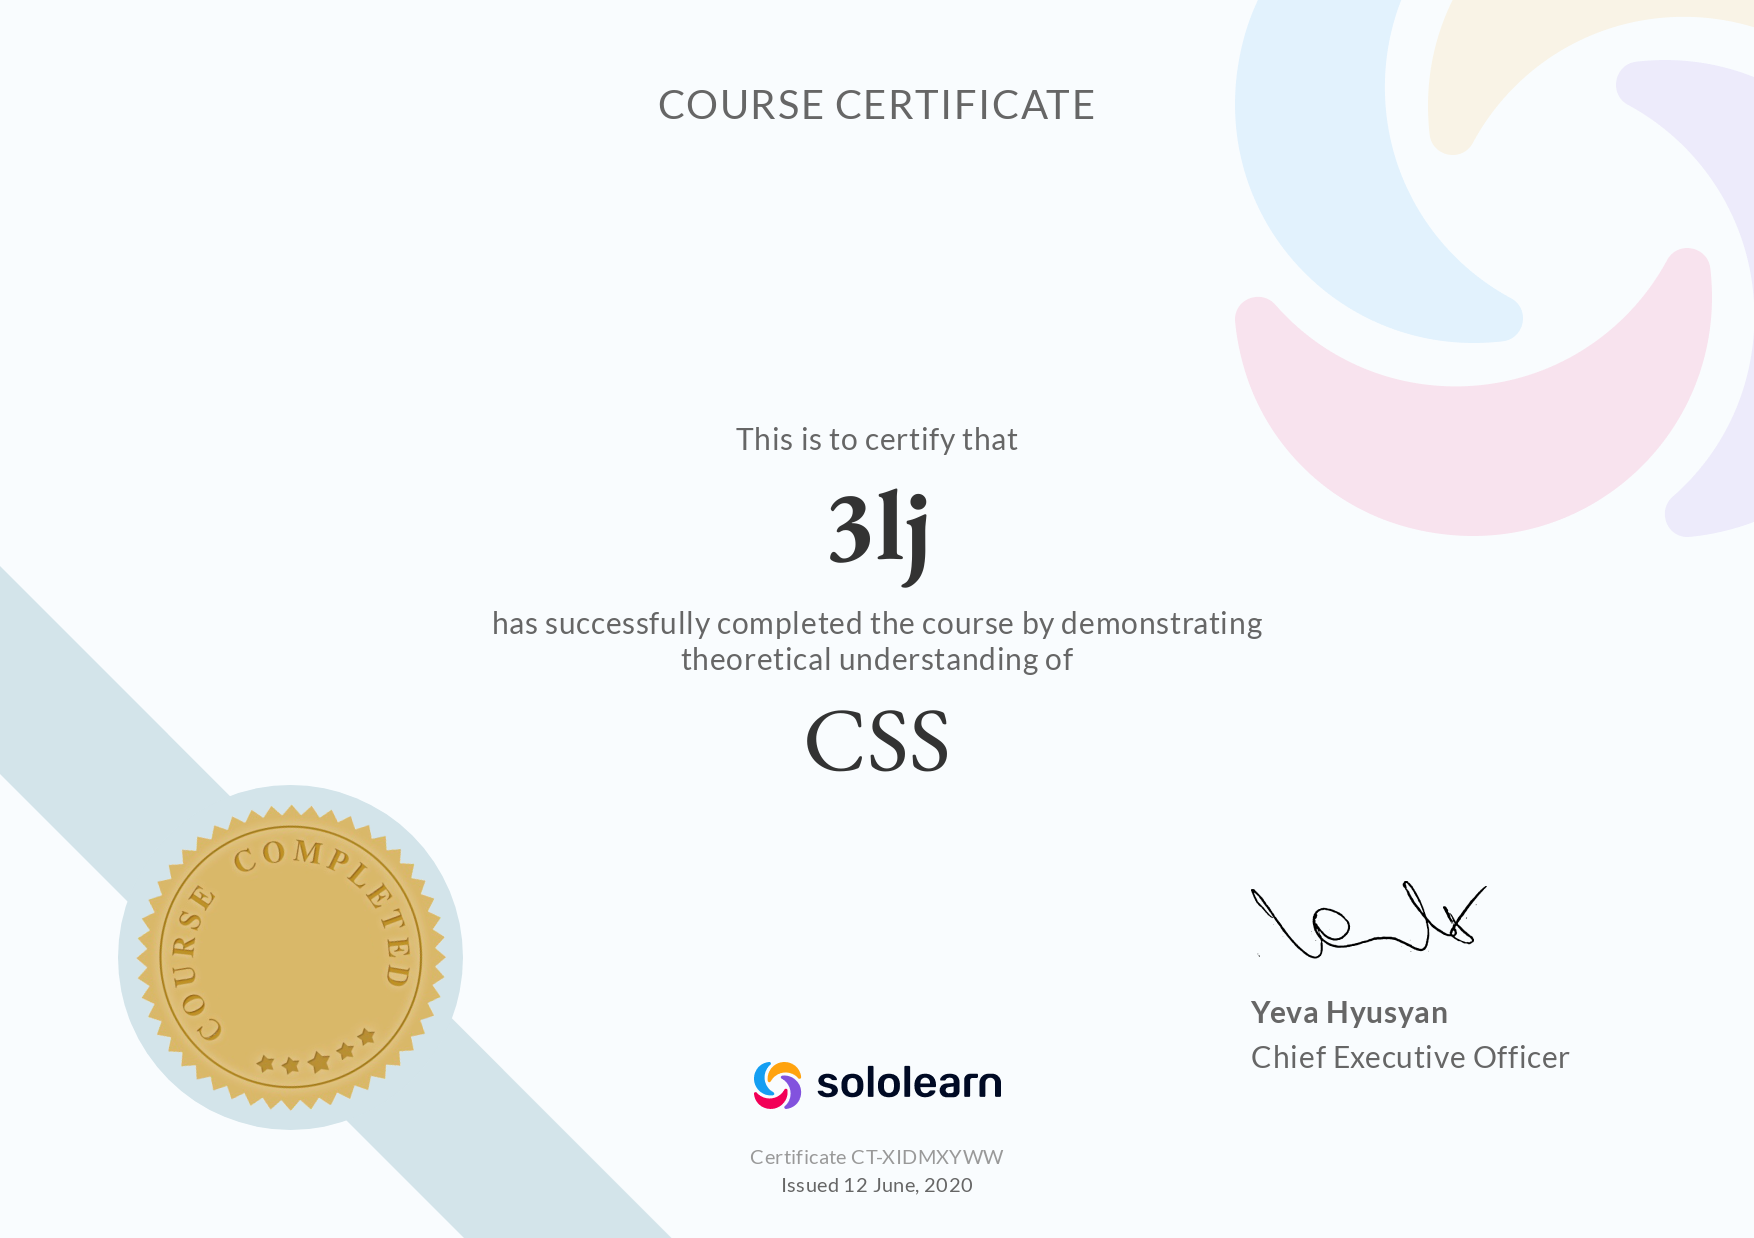 COURSE CERTIFICATE
This is to certify that
3lj
has successfully completed the course by demonstrating
theoretical understanding of
CSS
COURSE COMPLETED
Yeva Hyusyan
Chief Executive Officer
sololearn
Certificate CT-XIDMXYWW
Issued 12 June, 2020